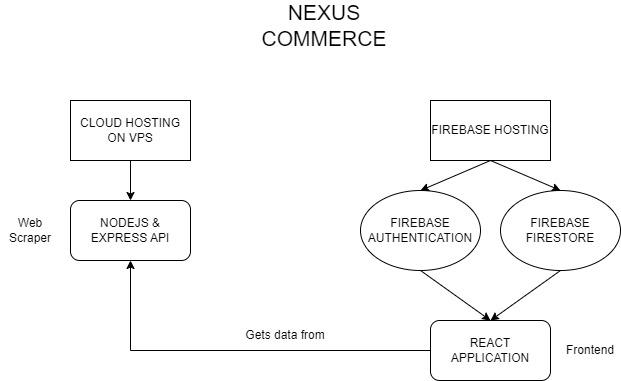 NEXUS
COMMERCE
CLOUD HOSTING
ON VPS
FIREBASE HOSTING
Web
Scraper
NODEJS &
EXPRESS API
FIREBASE
AUTHENTICATION
FIREBASE
FIRESTORE
Gets data from
REACT
APPLICATION
Frontend